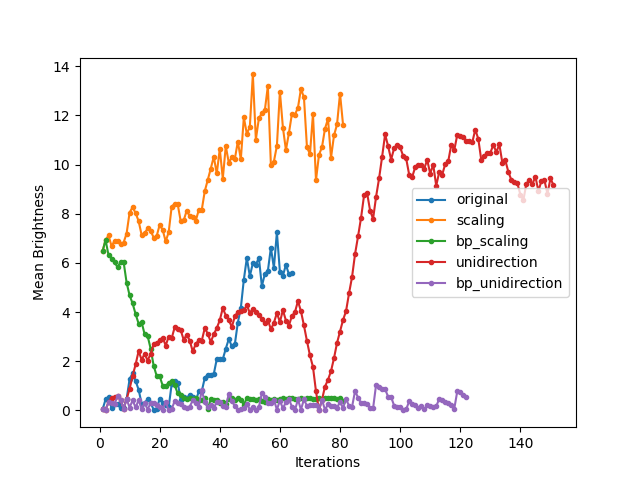 14
12
10
8
6
4
2
0
Mean Brightness
original
scaling
bp_scaling
unidirection
bp_unidirection
0 20 40 60 80 100 120 140
Iterations